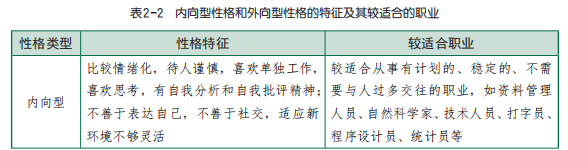 表2-2 内向型性格和外向型性格的特征及其较适合的职业
性格类型 性格特征 较适合职业
内向型
比较情绪化，待人谨慎，喜欢单独工作，
喜欢思考，有自我分析和自我批评精神；
不善于表达自己，不善于社交，适应新
环境不够灵活
较适合从事有计划的、稳定的、不需
要与人过多交往的职业，如资料管理
人员、自然科学家、技术人员、打字员、
程序设计员、统计员等